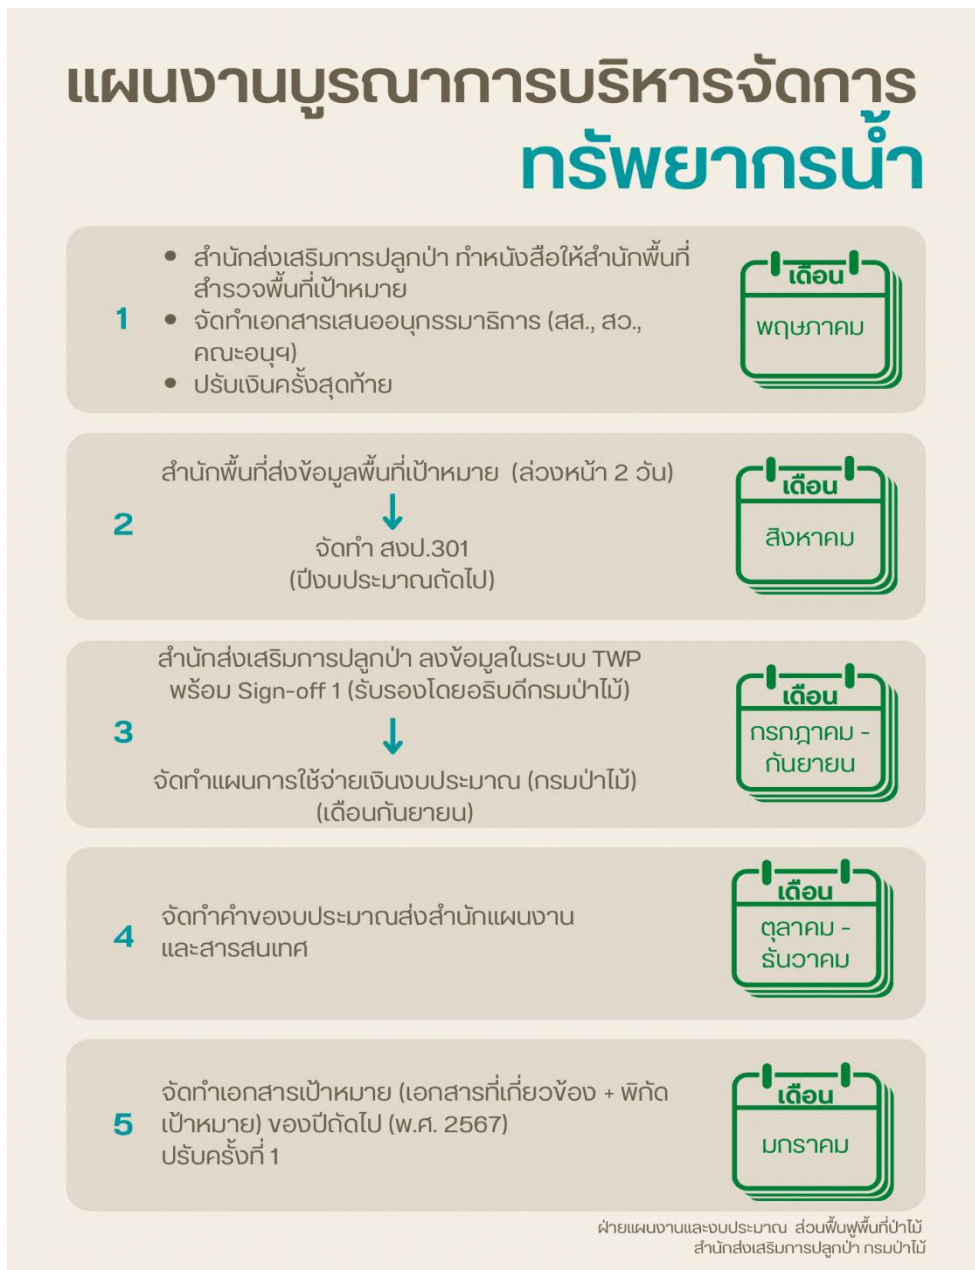 แผนงานบูรณาการบริหารจัดการ
ทรัพยากรน้ำ
1
• สำนักส่งเสริมการปลูกป่า ทำหนังสือให้สำนักพื้นที่
สำรวจพื้นที่เป้าหมาย
• จัดทำเอกสารเสนออนุกรรมาธิการ (สส., สว.,
คณะอนุฯ)
• ปรับเงินครั้งสุดท้าย
เดือน
พฤษภาคม
2
สำนักพื้นที่ส่งข้อมูลพื้นที่เป้าหมาย (ล่วงหน้า 2 วัน)
↓
จัดทำ สงป.301
(ปีงบประมาณถัดไป)
เดือน
สิงหาคม
3
สำนักส่งเสริมการปลูกป่า ลงข้อมูลในระบบ TWP
พร้อม Sign-off 1 (รับรองโดยอธิบดีกรมป่าไม้)
↓
จัดทำแผนการใช้จ่ายเงินงบประมาณ (กรมป่าไม้)
(เดือนกันยายน)
เดือน
กรกฎาคม -
กันยายน
4
จัดทำคำของบประมาณส่งสำนักแผนงาน
และสารสนเทศ
เดือน
ตุลาคม -
ธันวาคม
5
จัดทำเอกสารเป้าหมาย (เอกสารที่เกี่ยวข้อง + พิกัด
เป้าหมาย) ของปีถัดไป (พ.ศ. 2567)
ปรับครั้งที่ 1
เดือน
มกราคม
ฝ่ายแผนงานและงบประมาณ ส่วนฟื้นฟูพื้นที่ป่าไม้
สำนักส่งเสริมการปลูกป่า กรมป่าไม้